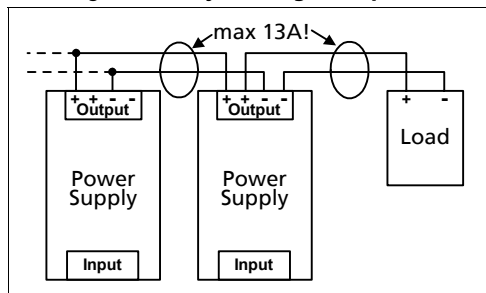 max 13A!
+ + - -
Output
Power
Supply
Input
+ + - -
Output
Power
Supply
Input
+ -
Load